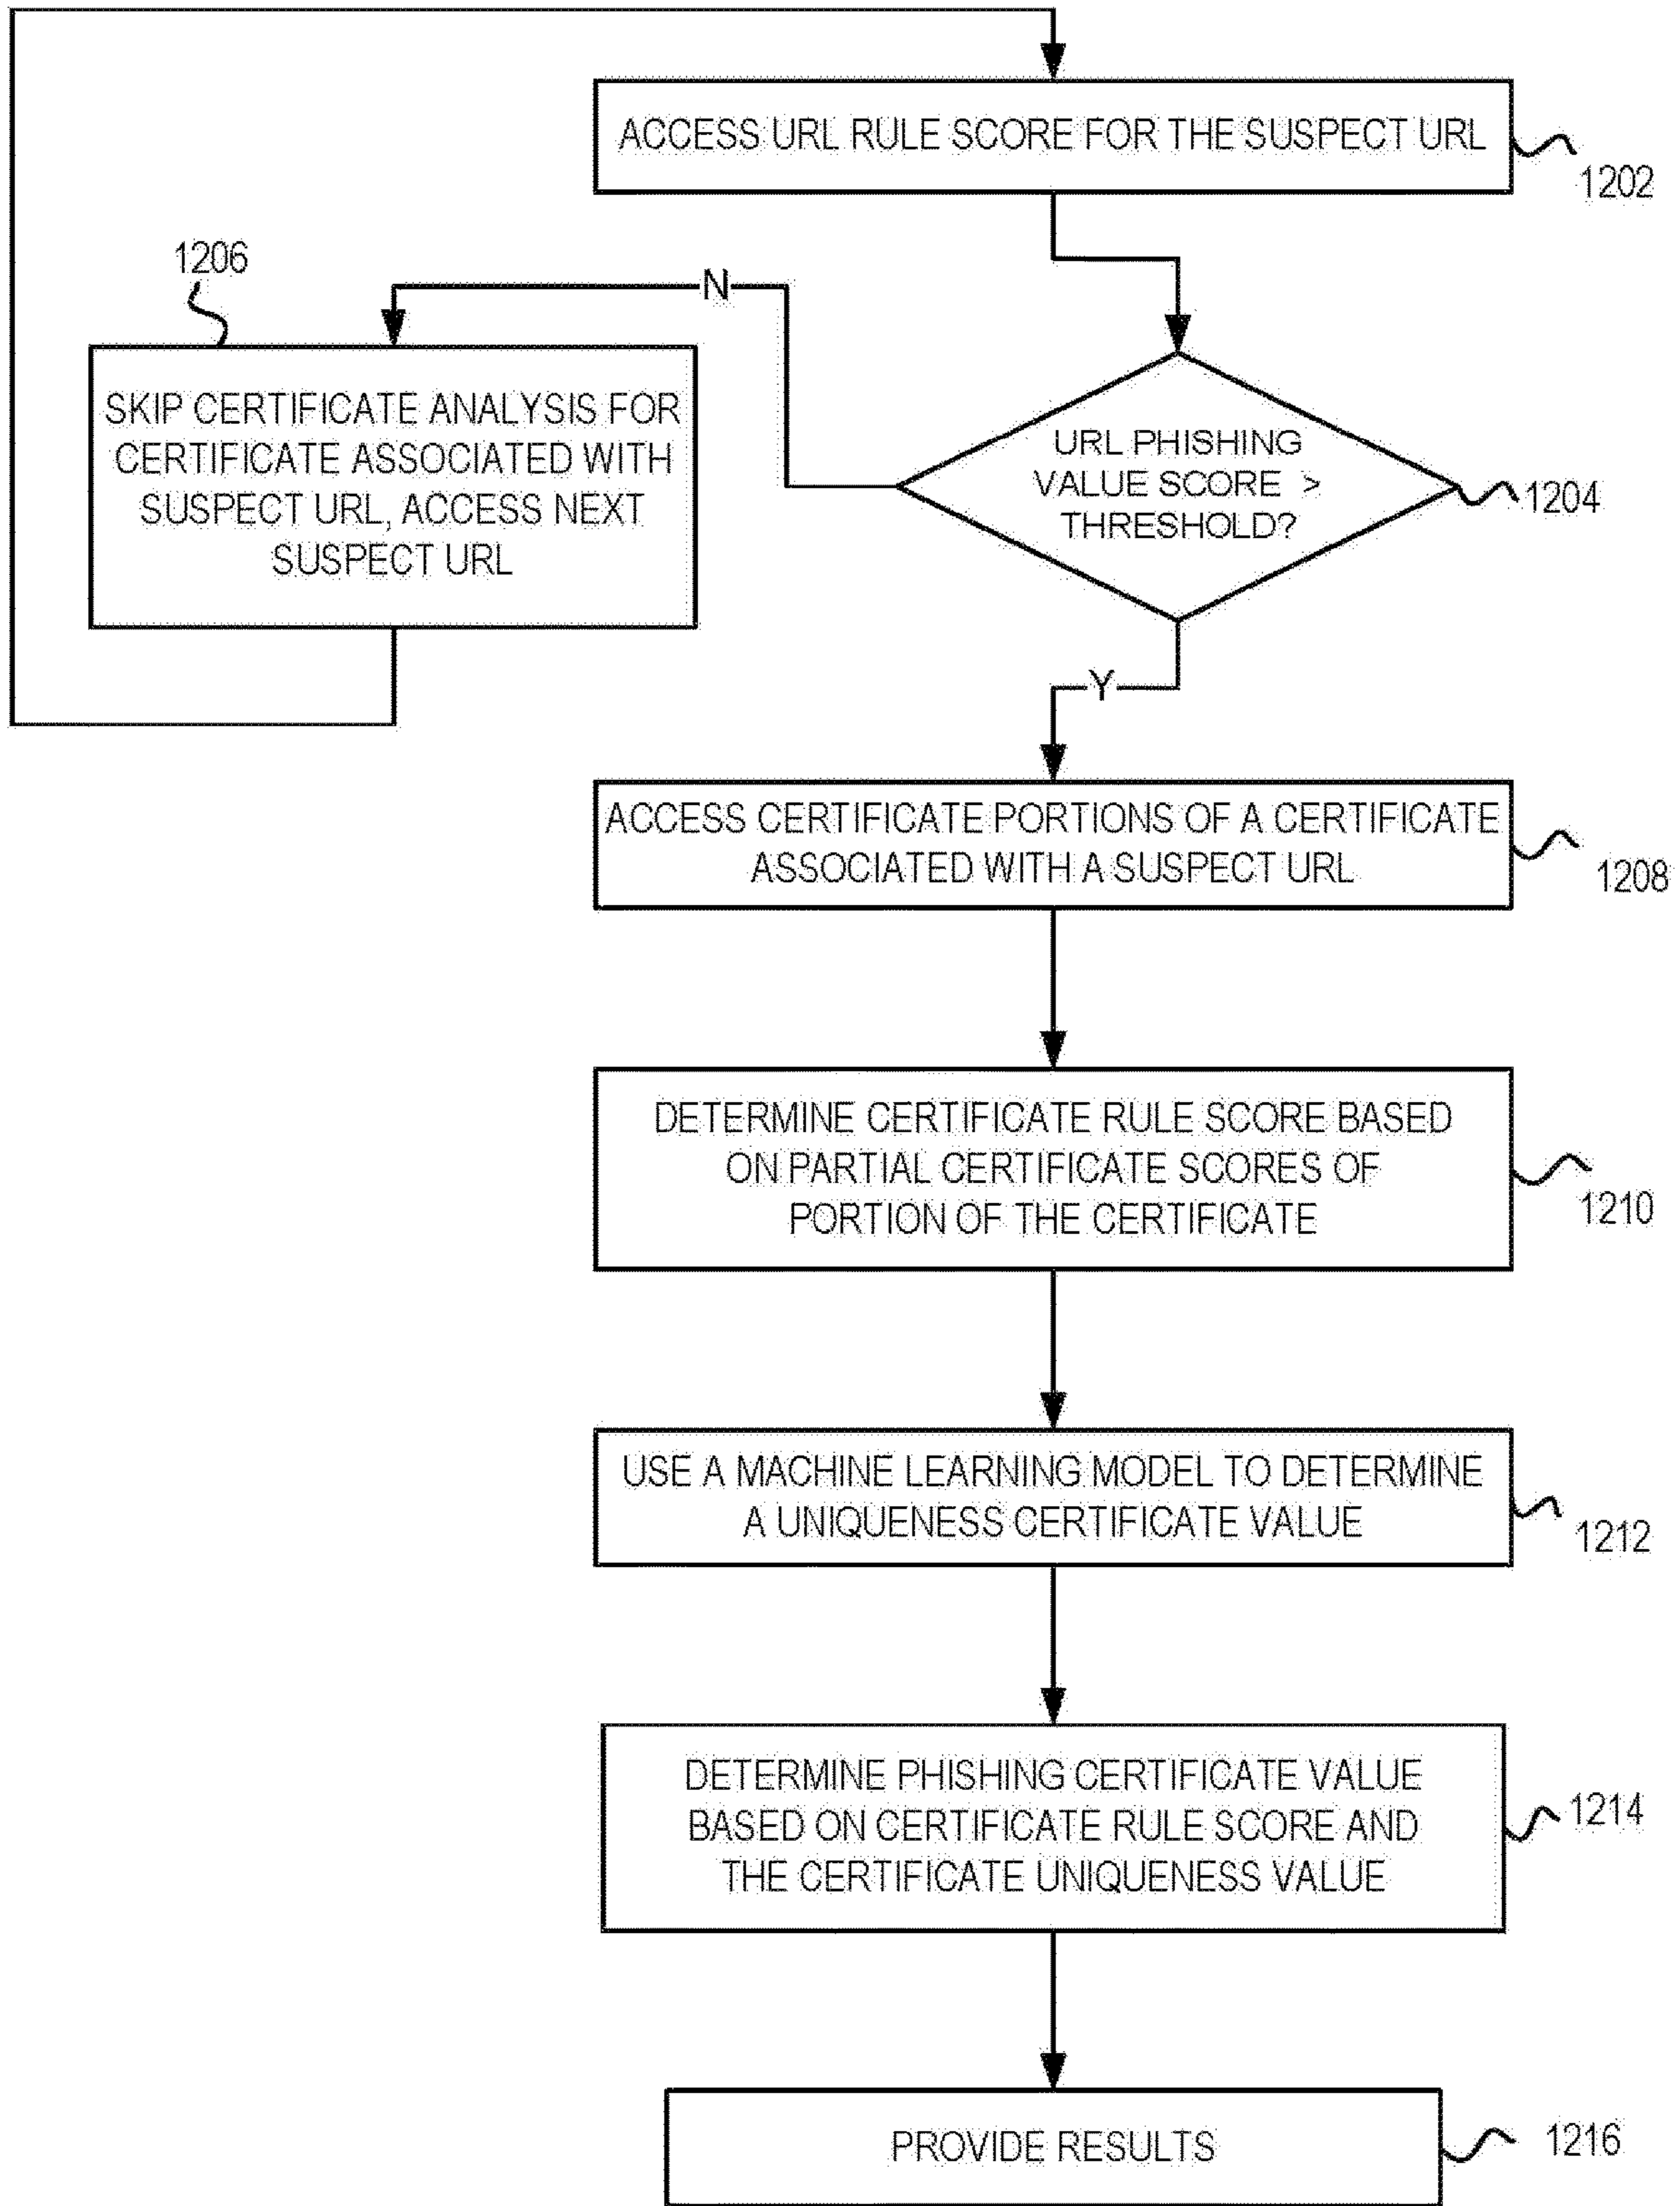 ACCESS URL RULE SCORE FOR THE SUSPECT URL
1202
1206
N
SKIP CERTIFICATE ANALYSIS FOR
CERTIFICATE ASSOCIATED WITH
SUSPECT URL, ACCESS NEXT
SUSPECT URL
URL PHISHING
VALUE SCORE >
THRESHOLD?
1204
Y
ACCESS CERTIFICATE PORTIONS OF A CERTIFICATE
ASSOCIATED WITH A SUSPECT URL
1208
DETERMINE CERTIFICATE RULE SCORE BASED
ON PARTIAL CERTIFICATE SCORES OF
PORTION OF THE CERTIFICATE
1210
USE A MACHINE LEARNING MODEL TO DETERMINE
A UNIQUENESS CERTIFICATE VALUE
1212
DETERMINE PHISHING CERTIFICATE VALUE
BASED ON CERTIFICATE RULE SCORE AND
THE CERTIFICATE UNIQUENESS VALUE
1214
PROVIDE RESULTS
1216